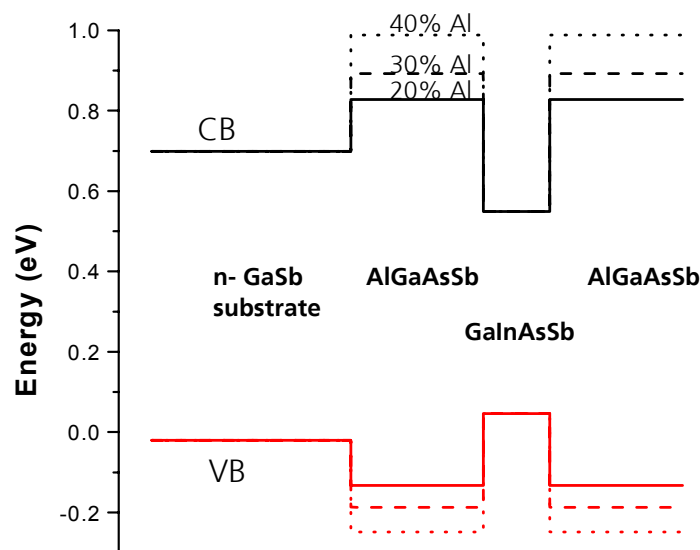 1.0
0.8
0.6
0.4
0.2
0.0
-0.2
Energy (eV)
40% Al
30% Al
20% Al
CB
n- GaSb
substrate
AlGaAsSb
AlGaAsSb
GaInAsSb
VB